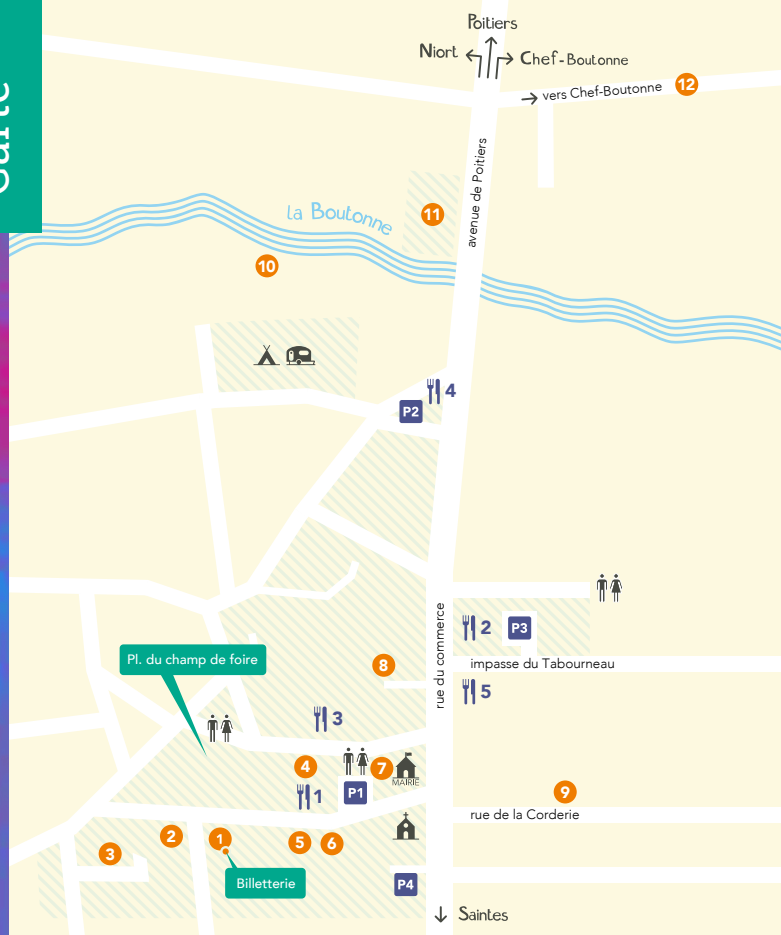 Carte
Poitiers
Niort
Chef-Boutonne
vers Chef-Boutonne
12
avenue de Poitiers
la Boutonne
11
10
4
P2
rue du commerce
2
P3
impasse du Tabourneau
Pl. du champ de foire
8
5
3
4
7
MAIRIE
1
P1
9
rue de la Corderie
1
2
3
5
6
Billetterie
P4
Saintes